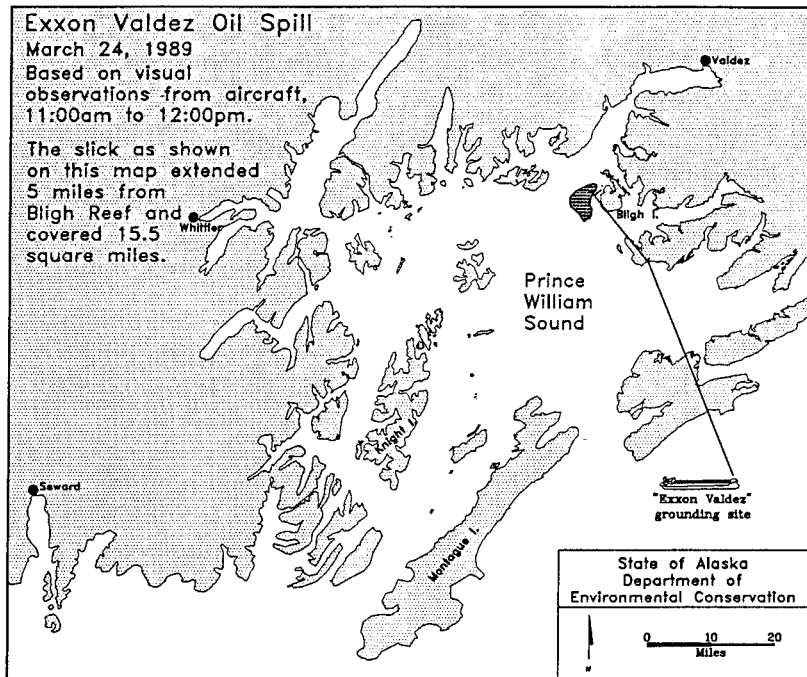 Exxon Valdez Oil Spill
March 24, 1989
Based on visual
observations from aircraft,
11:00am to 12:00pm.
The slick as shown
on this map extended
5 miles from
Bligh Reef and
covered 15.5
square miles.
Valdez
Whittier
Bligh I.
Prince
William
Sound
Knight I.
Seward
Montague I.
"Exxon Valdez"
grounding site
State of Alaska
Department of
Environmental Conservation
0 10 20
Miles
N